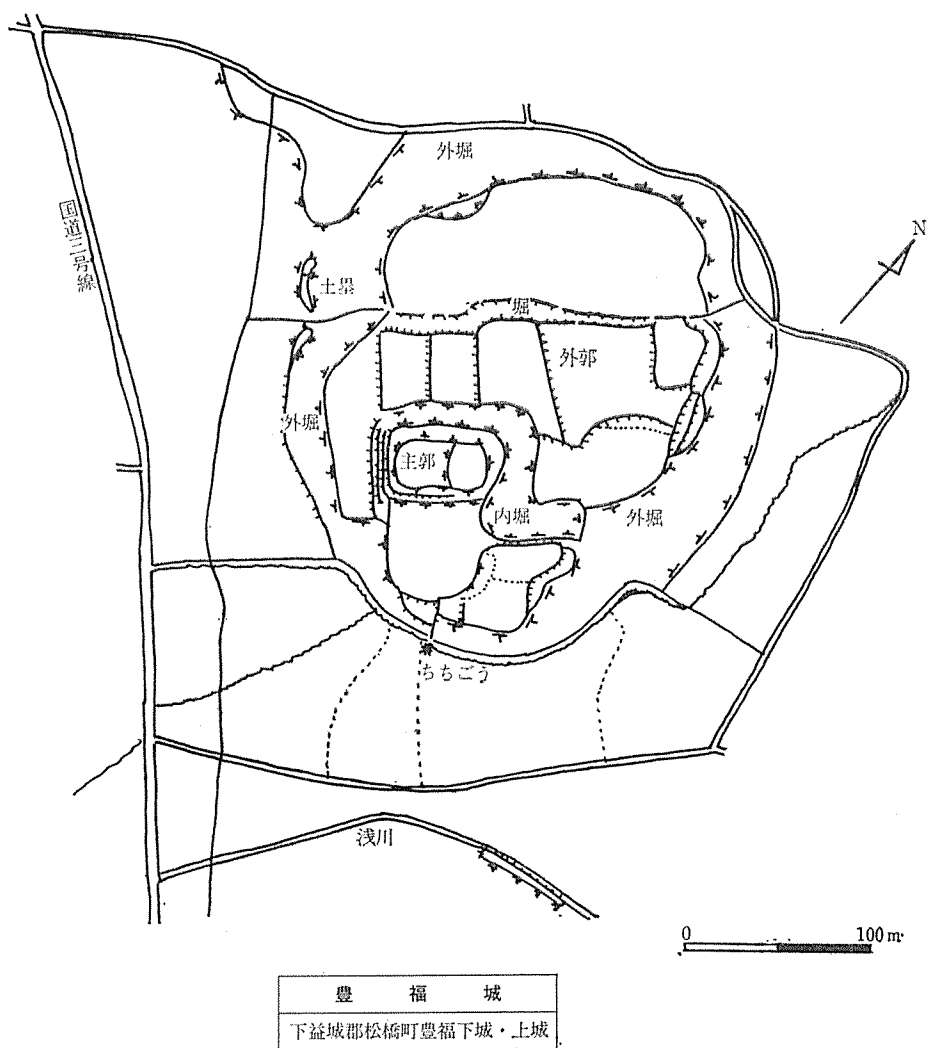 外堀
N
国道三号線
土塁
堀
外郭
外堀
主郭
内堀
外堀
ちちごう
浅川
0 100m
豊福城
下益城郡松橋町豊福下城・上城